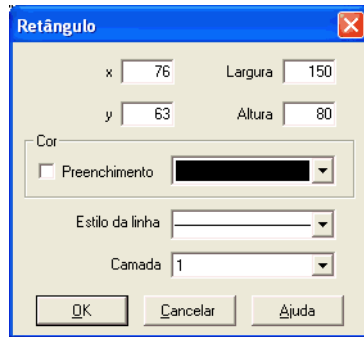 Retângulo
x 76 Largura 150
y 63 Altura 80
Cor
Preenchimento
Estilo da linha
Camada 1
OK Cancelar Ajuda